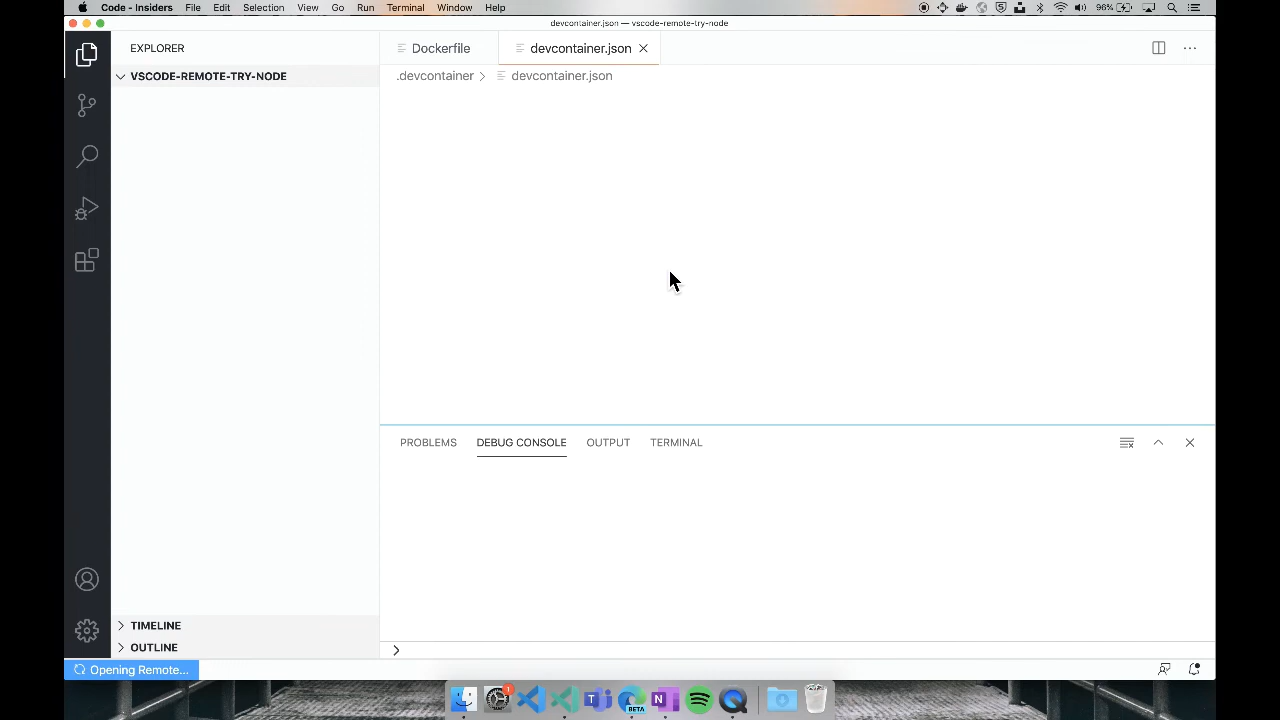 Code - Insiders File Edit Selection View Go Run Terminal Window Help 96%
devcontainer.json — vscode-remote-try-node
EXPLORER
Dockerfile devcontainer.json
VSCODE-REMOTE-TRY-NODE
.devcontainer > devcontainer.json
PROBLEMS DEBUG CONSOLE OUTPUT TERMINAL
TIMELINE
OUTLINE
Opening Remote...
1
BETA